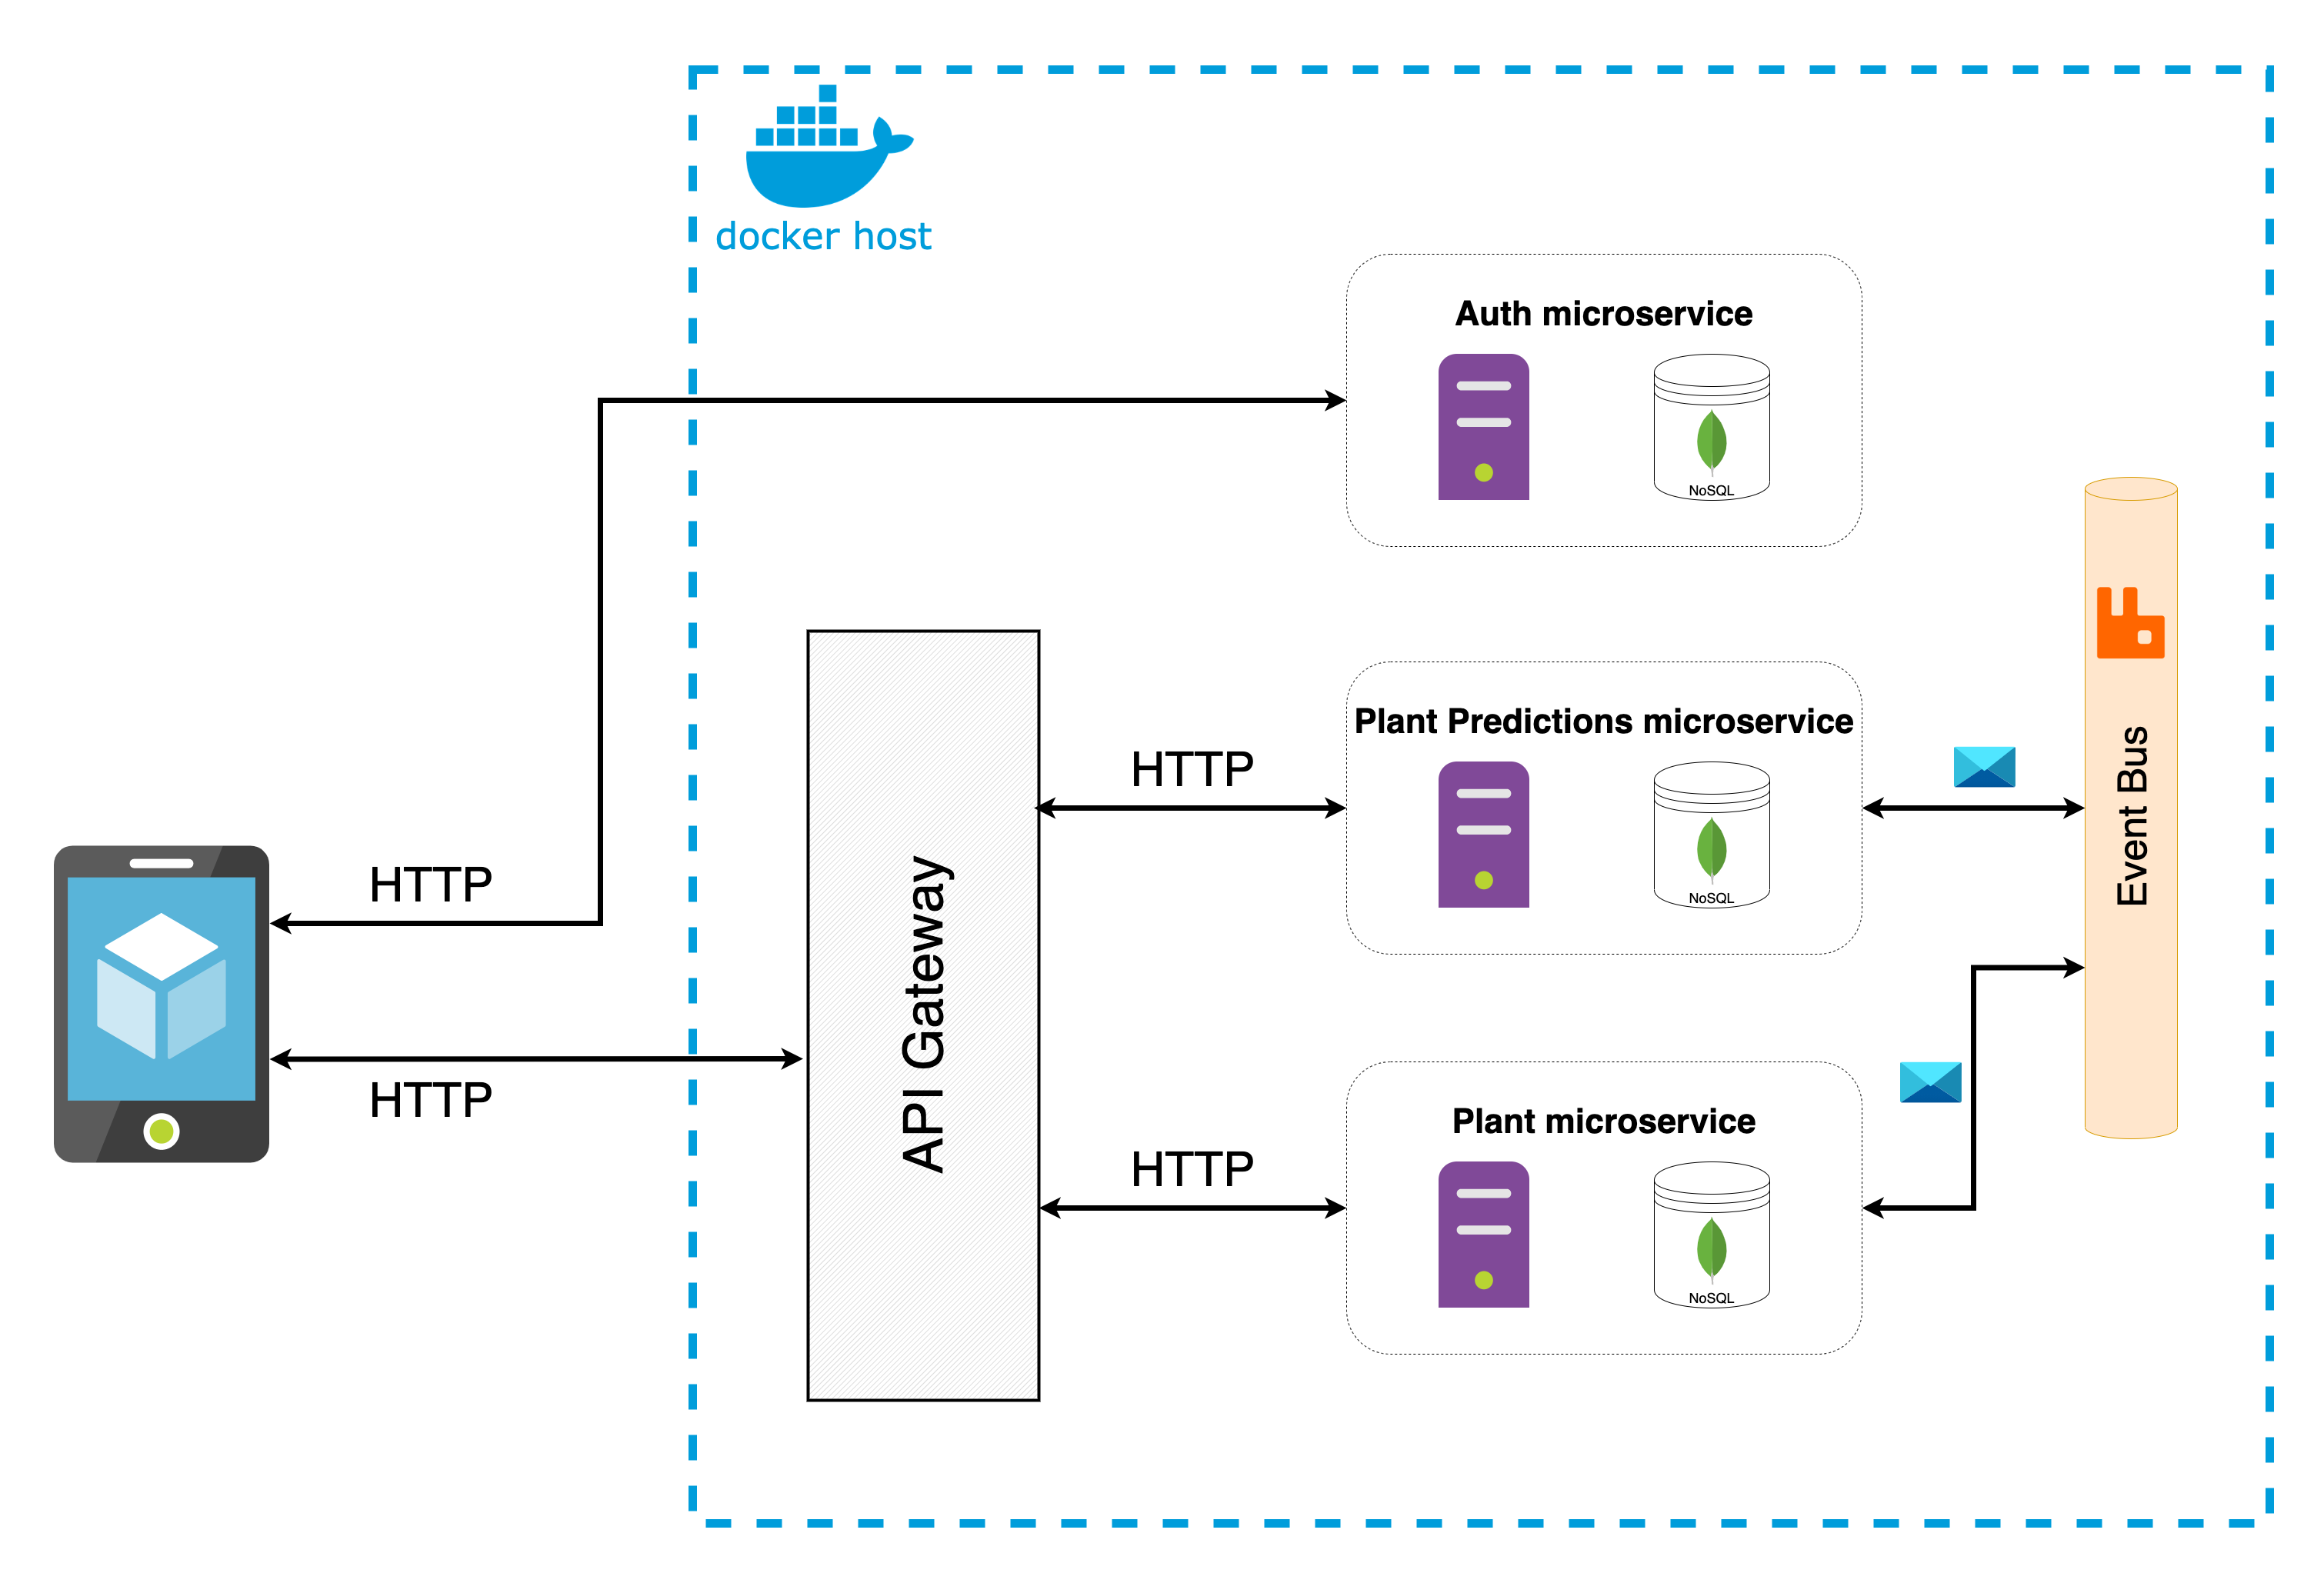 docker host
Auth microservice
NoSQL
Plant Predictions microservice
HTTP
NoSQL
Event Bus
HTTP
API Gateway
HTTP
Plant microservice
HTTP
NoSQL